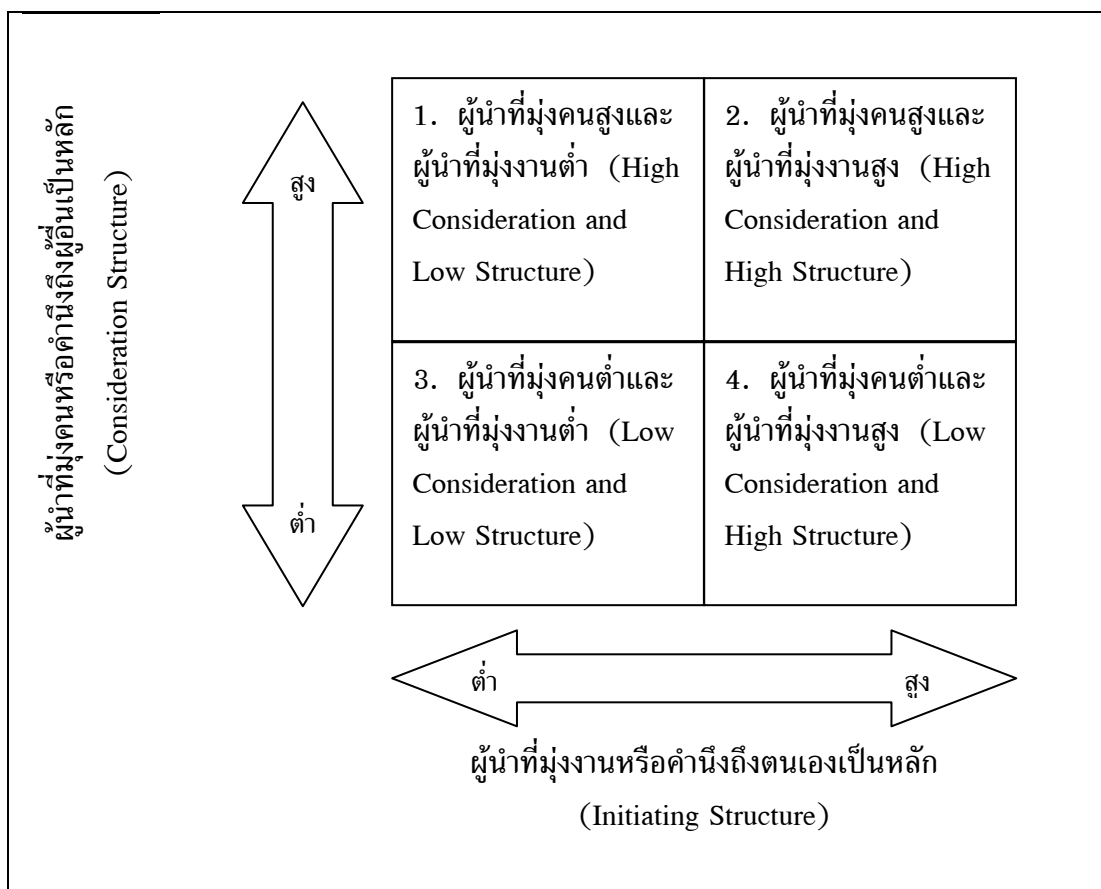 ผู้นำที่มุ่งคนหรือคำนึงถึงผู้อื่นเป็นหลัก
(Consideration Structure)
สูง
ต่ำ
1. ผู้นำที่มุ่งคนสูงและ
ผู้นำที่มุ่งงานต่ำ (High
Consideration and
Low Structure)
2. ผู้นำที่มุ่งคนสูงและ
ผู้นำที่มุ่งงานสูง (High
Consideration and
High Structure)
3. ผู้นำที่มุ่งคนต่ำและ
ผู้นำที่มุ่งงานต่ำ (Low
Consideration and
Low Structure)
4. ผู้นำที่มุ่งคนต่ำและ
ผู้นำที่มุ่งงานสูง (Low
Consideration and
High Structure)
ต่ำ สูง
ผู้นำที่มุ่งงานหรือคำนึงถึงตนเองเป็นหลัก
(Initiating Structure)